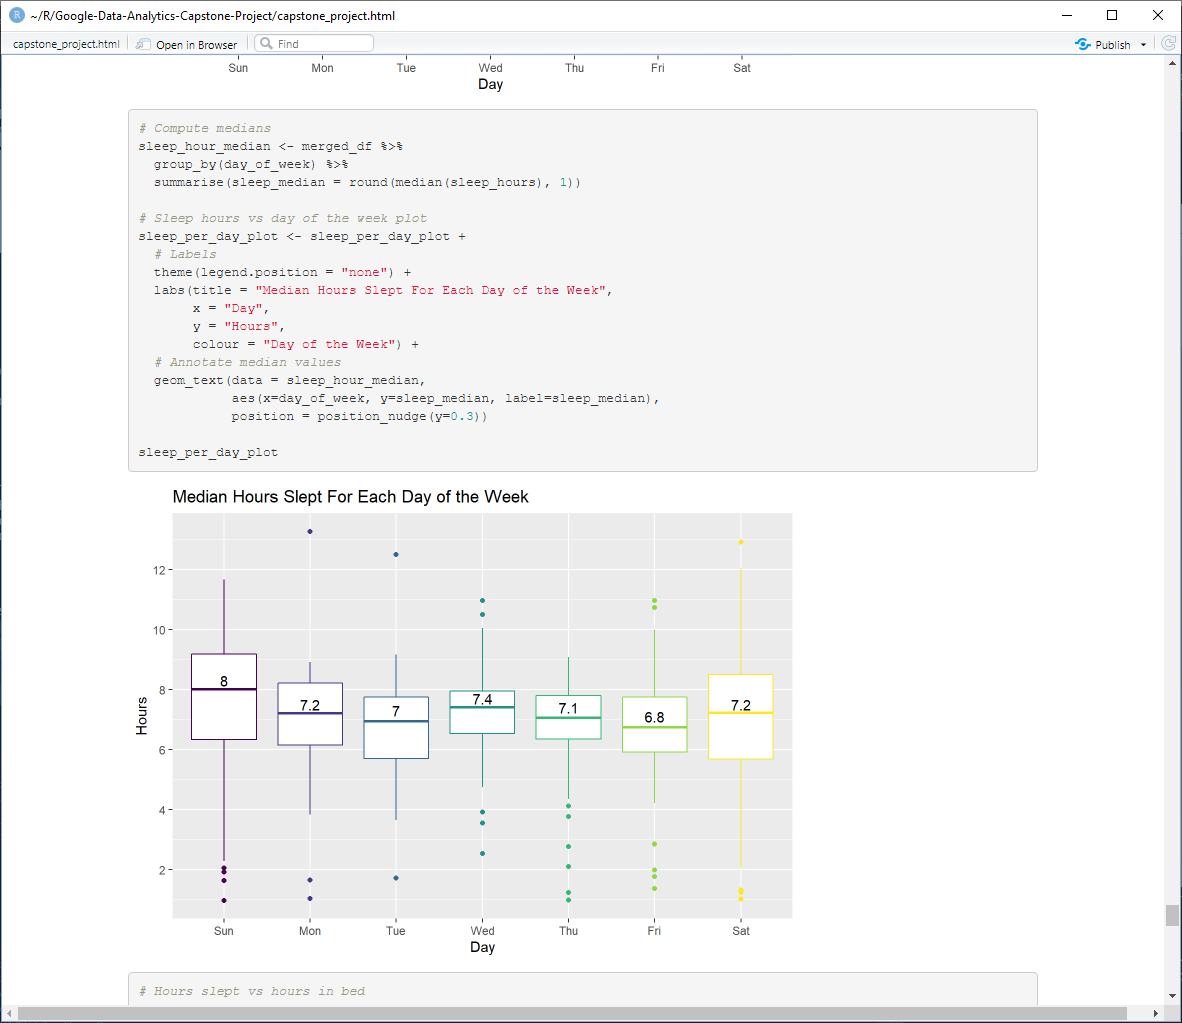 R ~/R/Google-Data-Analytics-Capstone-Project/capstone_project.html
capstone_project.html Open in Browser Find Publish
Sun Mon Tue Wed Thu Fri Sat
Day
# Compute medians
sleep_hour_median <- merged_df %>%
  group_by(day_of_week) %>%
  summarise(sleep_median = round(median(sleep_hours), 1))
# Sleep hours vs day of the week plot
sleep_per_day_plot <- sleep_per_day_plot +
  # Labels
  theme(legend.position = "none") +
  labs(title = "Median Hours Slept For Each Day of the Week",
       x = "Day",
       y = "Hours",
       colour = "Day of the Week") +
  # Annotate median values
  geom_text(data = sleep_hour_median,
            aes(x=day_of_week, y=sleep_median, label=sleep_median),
            position = position_nudge(y=0.3))
sleep_per_day_plot
Median Hours Slept For Each Day of the Week
12
10
8
6
4
2
Hours
8 7.2 7 7.4 7.1 6.8 7.2
Sun Mon Tue Wed Thu Fri Sat
Day
# Hours slept vs hours in bed